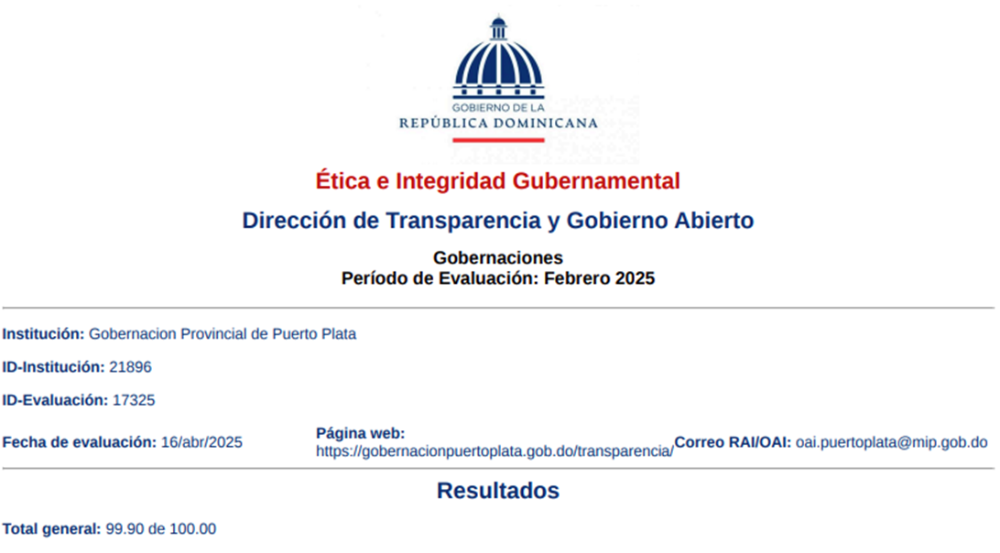 GOBIERNO DE LA
REPÚBLICA DOMINICANA
Ética e Integridad Gubernamental
Dirección de Transparencia y Gobierno Abierto
Gobernaciones
Período de Evaluación: Febrero 2025
Institución: Gobernacion Provincial de Puerto Plata
ID-Institución: 21896
ID-Evaluación: 17325
Fecha de evaluación: 16/abr/2025
Página web:
https://gobernacionpuertoplata.gob.do/transparencia/
Correo RAI/OAI: oai.puertoplata@mip.gob.do
Resultados
Total general: 99.90 de 100.00